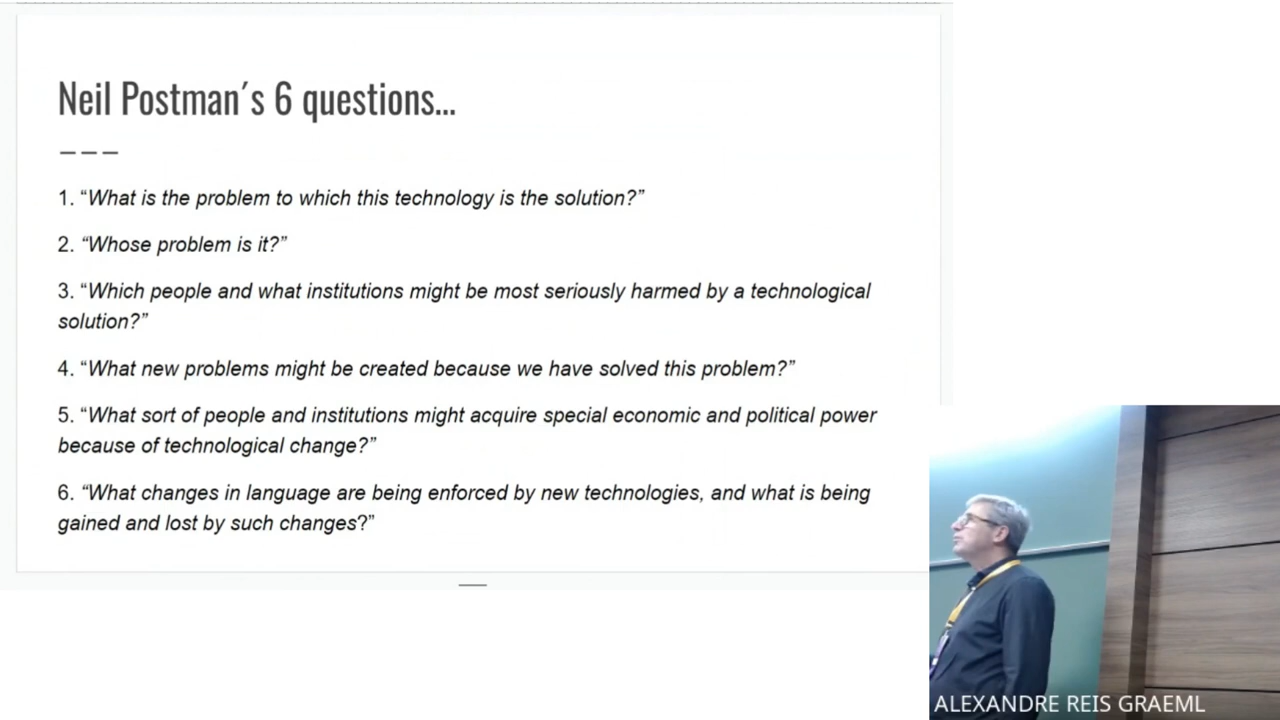 Neil Postman´s 6 questions...
1. “What is the problem to which this technology is the solution?”
2. “Whose problem is it?”
3. “Which people and what institutions might be most seriously harmed by a technological
solution?”
4. “What new problems might be created because we have solved this problem?”
5. “What sort of people and institutions might acquire special economic and political power
because of technological change?”
6. “What changes in language are being enforced by new technologies, and what is being
gained and lost by such changes?”
ALEXANDRE REIS GRAEML